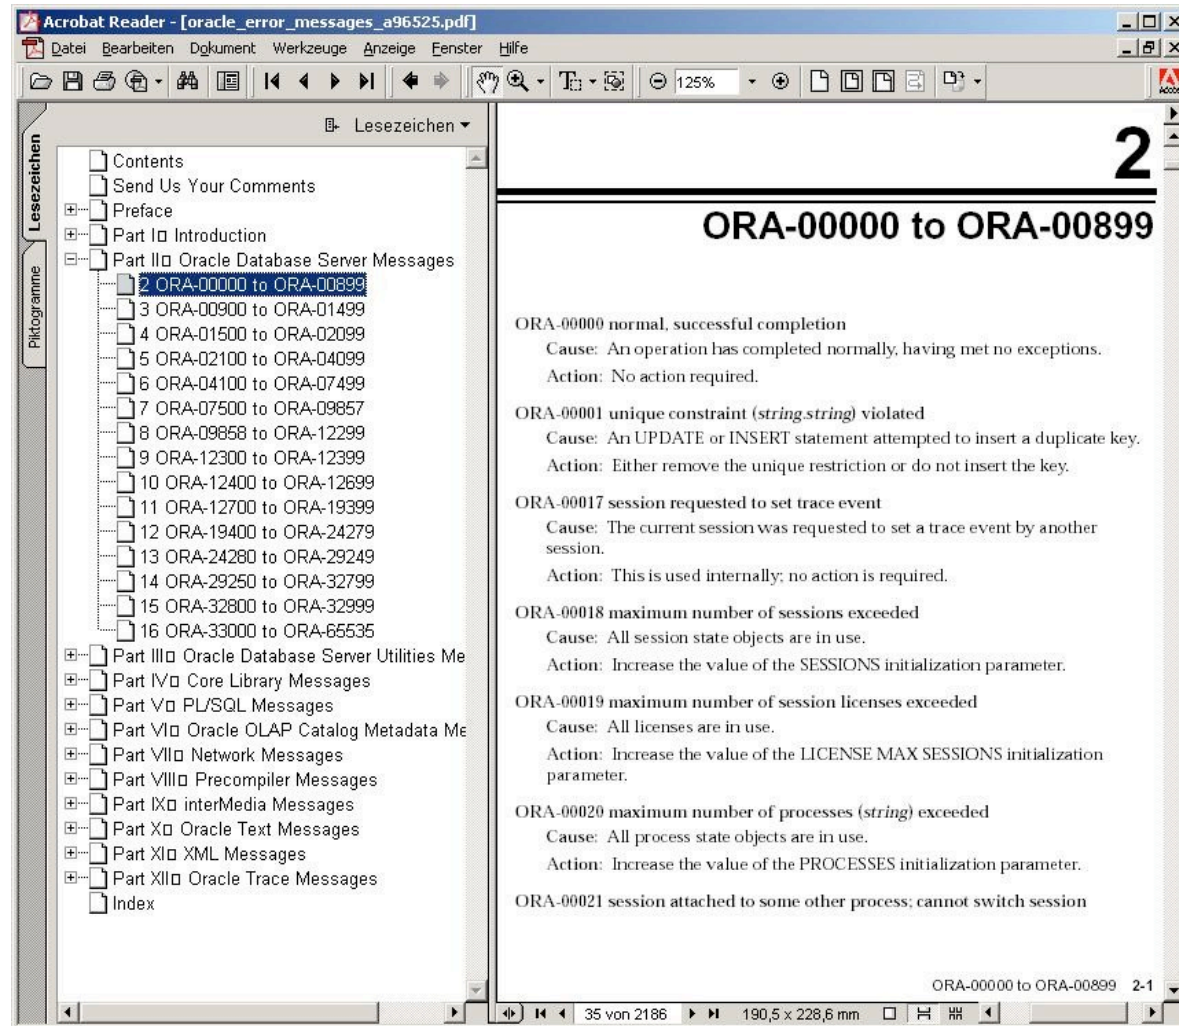 Acrobat Reader - [oracle_error_messages_a96525.pdf]
Datei Bearbeiten Dokument Werkzeuge Anzeige Fenster Hilfe
125%
Adobe
Lesezeichen
Piktogramme
Lesezeichen
Contents
Send Us Your Comments
Preface
Part I Introduction
Part II Oracle Database Server Messages
2 ORA-00000 to ORA-00899
3 ORA-00900 to ORA-01499
4 ORA-01500 to ORA-02099
5 ORA-02100 to ORA-04099
6 ORA-04100 to ORA-07499
7 ORA-07500 to ORA-09857
8 ORA-09858 to ORA-12299
9 ORA-12300 to ORA-12399
10 ORA-12400 to ORA-12699
11 ORA-12700 to ORA-19399
12 ORA-19400 to ORA-24279
13 ORA-24280 to ORA-29249
14 ORA-29250 to ORA-32799
15 ORA-32800 to ORA-32999
16 ORA-33000 to ORA-65535
Part III Oracle Database Server Utilities Me
Part IV Core Library Messages
Part V PL/SQL Messages
Part VI Oracle OLAP Catalog Metadata Me
Part VII Network Messages
Part VIII Precompiler Messages
Part IX interMedia Messages
Part X Oracle Text Messages
Part XI XML Messages
Part XII Oracle Trace Messages
Index
2
ORA-00000 to ORA-00899
ORA-00000 normal, successful completion
Cause: An operation has completed normally, having met no exceptions.
Action: No action required.
ORA-00001 unique constraint (string.string) violated
Cause: An UPDATE or INSERT statement attempted to insert a duplicate key.
Action: Either remove the unique restriction or do not insert the key.
ORA-00017 session requested to set trace event
Cause: The current session was requested to set a trace event by another
session.
Action: This is used internally; no action is required.
ORA-00018 maximum number of sessions exceeded
Cause: All session state objects are in use.
Action: Increase the value of the SESSIONS initialization parameter.
ORA-00019 maximum number of session licenses exceeded
Cause: All licenses are in use.
Action: Increase the value of the LICENSE MAX SESSIONS initialization
parameter.
ORA-00020 maximum number of processes (string) exceeded
Cause: All process state objects are in use.
Action: Increase the value of the PROCESSES initialization parameter.
ORA-00021 session attached to some other process; cannot switch session
ORA-00000 to ORA-00899 2-1
35 von 2186 190,5 x 228,6 mm